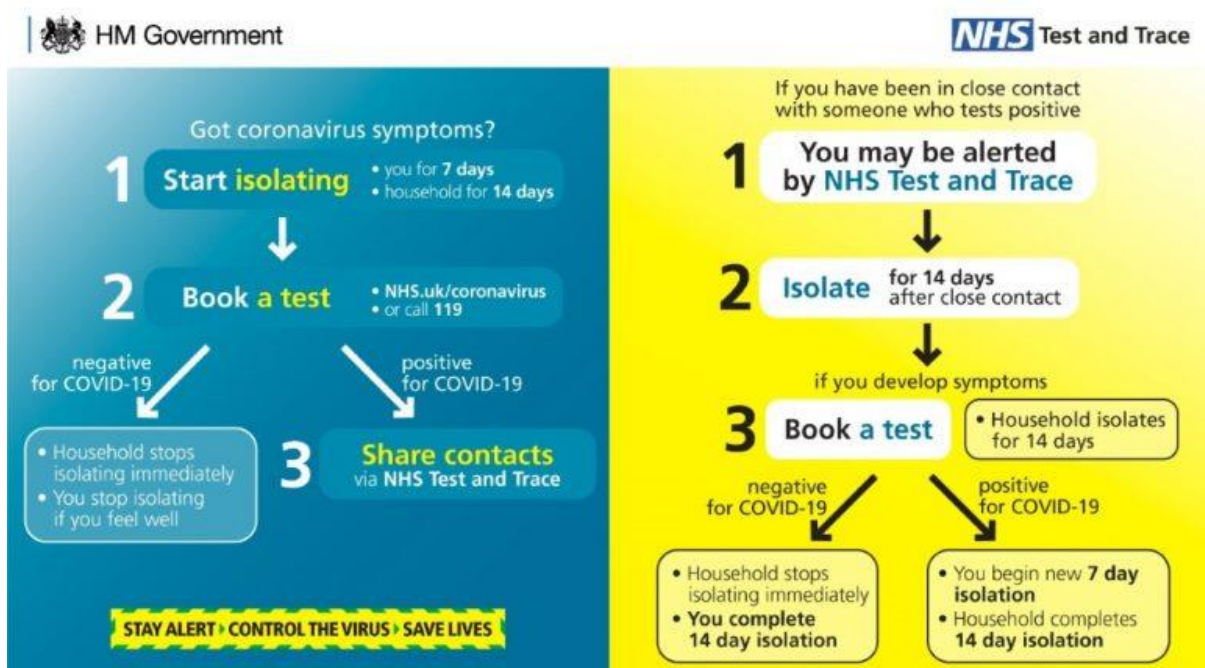 HM Government
NHS Test and Trace
Got coronavirus symptoms?
1
Start isolating
• you for 7 days
• household for 14 days
2
Book a test
• NHS.uk/coronavirus
• or call 119
negative
for COVID-19
positive
for COVID-19
• Household stops
isolating immediately
• You stop isolating
if you feel well
3
Share contacts
via NHS Test and Trace
STAY ALERT CONTROL THE VIRUS SAVE LIVES
If you have been in close contact
with someone who tests positive
1
You may be alerted
by NHS Test and Trace
2
Isolate
for 14 days
after close contact
if you develop symptoms
3
Book a test
• Household isolates
for 14 days
negative
for COVID-19
positive
for COVID-19
• Household stops
isolating immediately
• You complete
14 day isolation
• You begin new 7 day
isolation
• Household completes
14 day isolation